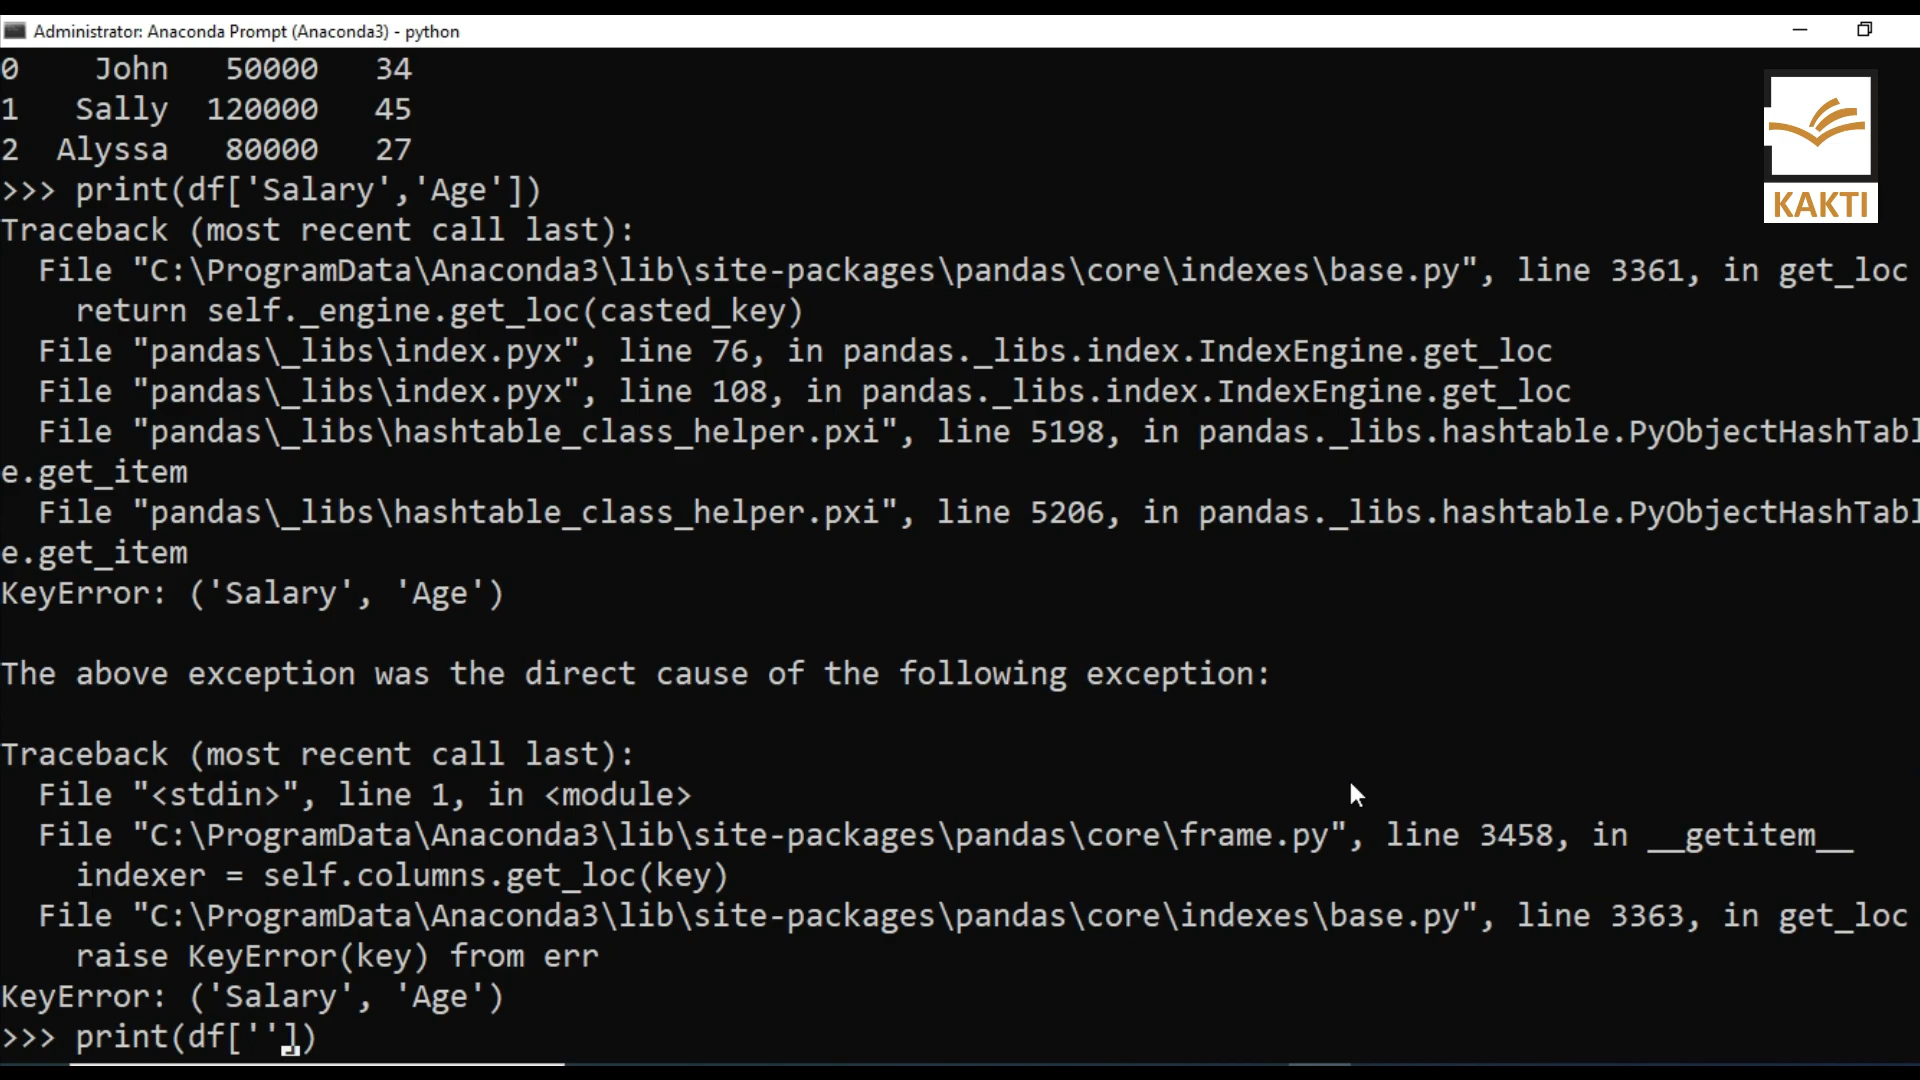 Administrator: Anaconda Prompt (Anaconda3) - python
0    John   50000   34
1   Sally  120000   45
2  Alyssa   80000   27
>>> print(df['Salary','Age'])
Traceback (most recent call last):
  File "C:\ProgramData\Anaconda3\lib\site-packages\pandas\core\indexes\base.py", line 3361, in get_loc
    return self._engine.get_loc(casted_key)
  File "pandas\_libs\index.pyx", line 76, in pandas._libs.index.IndexEngine.get_loc
  File "pandas\_libs\index.pyx", line 108, in pandas._libs.index.IndexEngine.get_loc
  File "pandas\_libs\hashtable_class_helper.pxi", line 5198, in pandas._libs.hashtable.PyObjectHashTabl
e.get_item
  File "pandas\_libs\hashtable_class_helper.pxi", line 5206, in pandas._libs.hashtable.PyObjectHashTabl
e.get_item
KeyError: ('Salary', 'Age')
The above exception was the direct cause of the following exception:
Traceback (most recent call last):
  File "<stdin>", line 1, in <module>
  File "C:\ProgramData\Anaconda3\lib\site-packages\pandas\core\frame.py", line 3458, in __getitem__
    indexer = self.columns.get_loc(key)
  File "C:\ProgramData\Anaconda3\lib\site-packages\pandas\core\indexes\base.py", line 3363, in get_loc
    raise KeyError(key) from err
KeyError: ('Salary', 'Age')
>>> print(df[''])
KAKTI